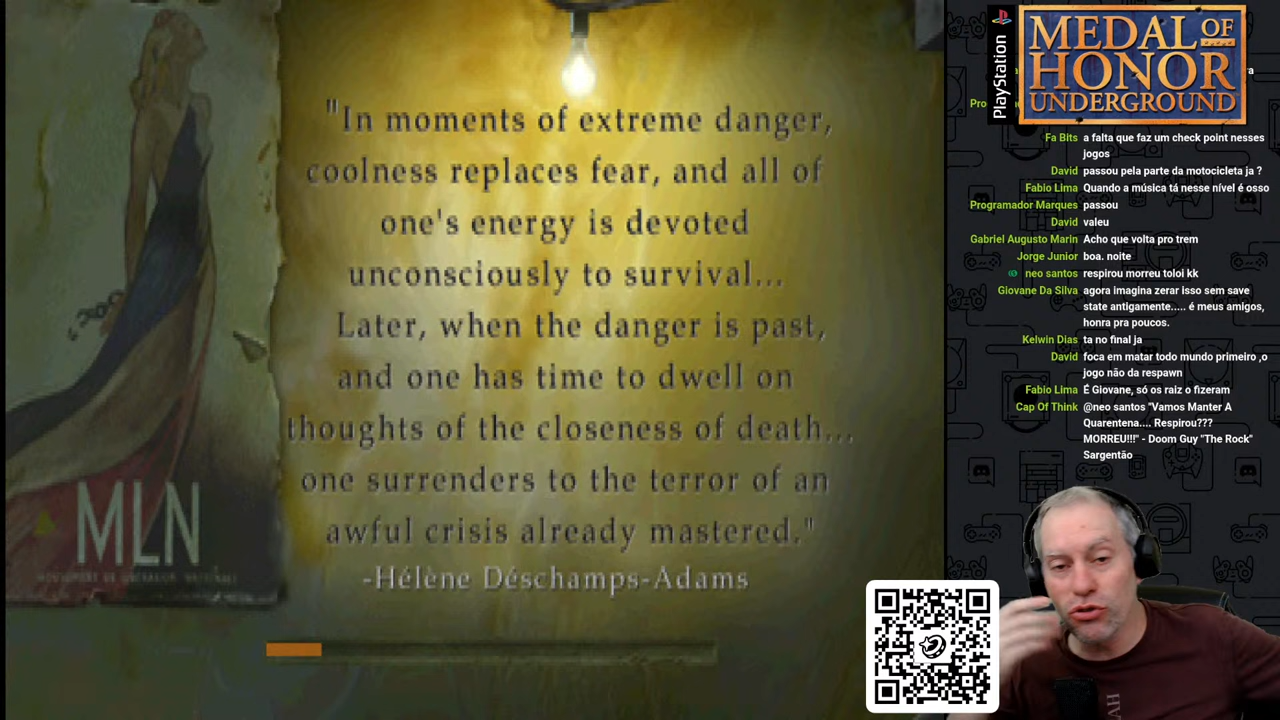 "In moments of extreme danger,
coolness replaces fear, and all of
one's energy is devoted
unconsciously to survival...
Later, when the danger is past,
and one has time to dwell on
thoughts of the closeness of death...
one surrenders to the terror of an
awful crisis already mastered."
-Hélène Déschamps-Adams
MLN
PlayStation
MEDAL OF
HONOR
UNDERGROUND
Fa Bits a falta que faz um check point nesses
jogos
David passou pela parte da motocicleta ja ?
Fabio Lima Quando a música tá nesse nível é osso
Programador Marques passou
David valeu
Gabriel Augusto Marin Acho que volta pro trem
Jorge Junior boa. noite
neo santos respirou morreu toloi kk
Giovane Da Silva agora imagina zerar isso sem save
state antigamente..... é meus amigos,
honra pra poucos.
Kelwin Dias ta no final ja
David foca em matar todo mundo primeiro ,o
jogo não da respawn
Fabio Lima É Giovane, só os raiz o fizeram
Cap Of Think @neo santos "Vamos Manter A
Quarentena.... Respirou???
MORREU!!!" - Doom Guy "The Rock"
Sargentão